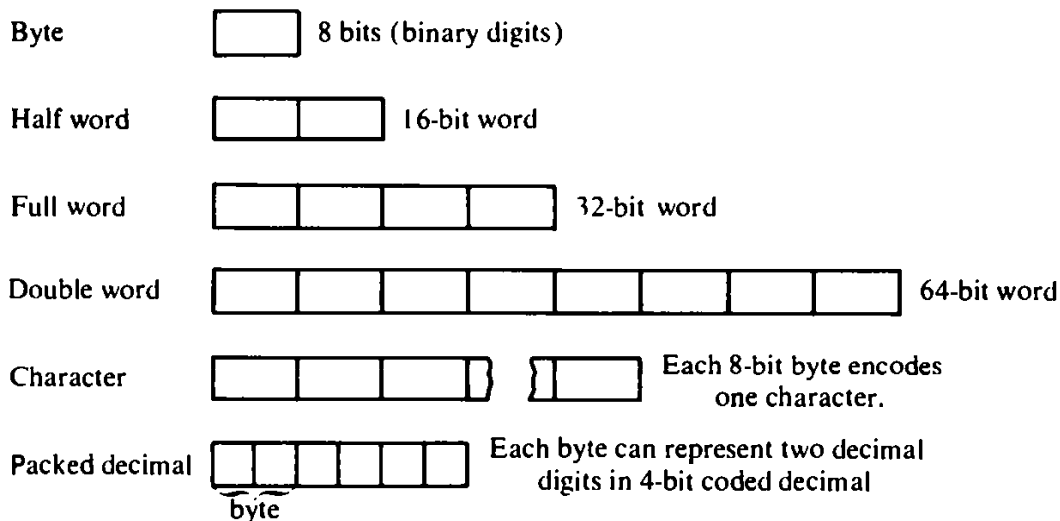 Byte 8 bits (binary digits)
Half word 16-bit word
Full word 32-bit word
Double word 64-bit word
Character Each 8-bit byte encodes
one character.
Packed decimal Each byte can represent two decimal
digits in 4-bit coded decimal
byte